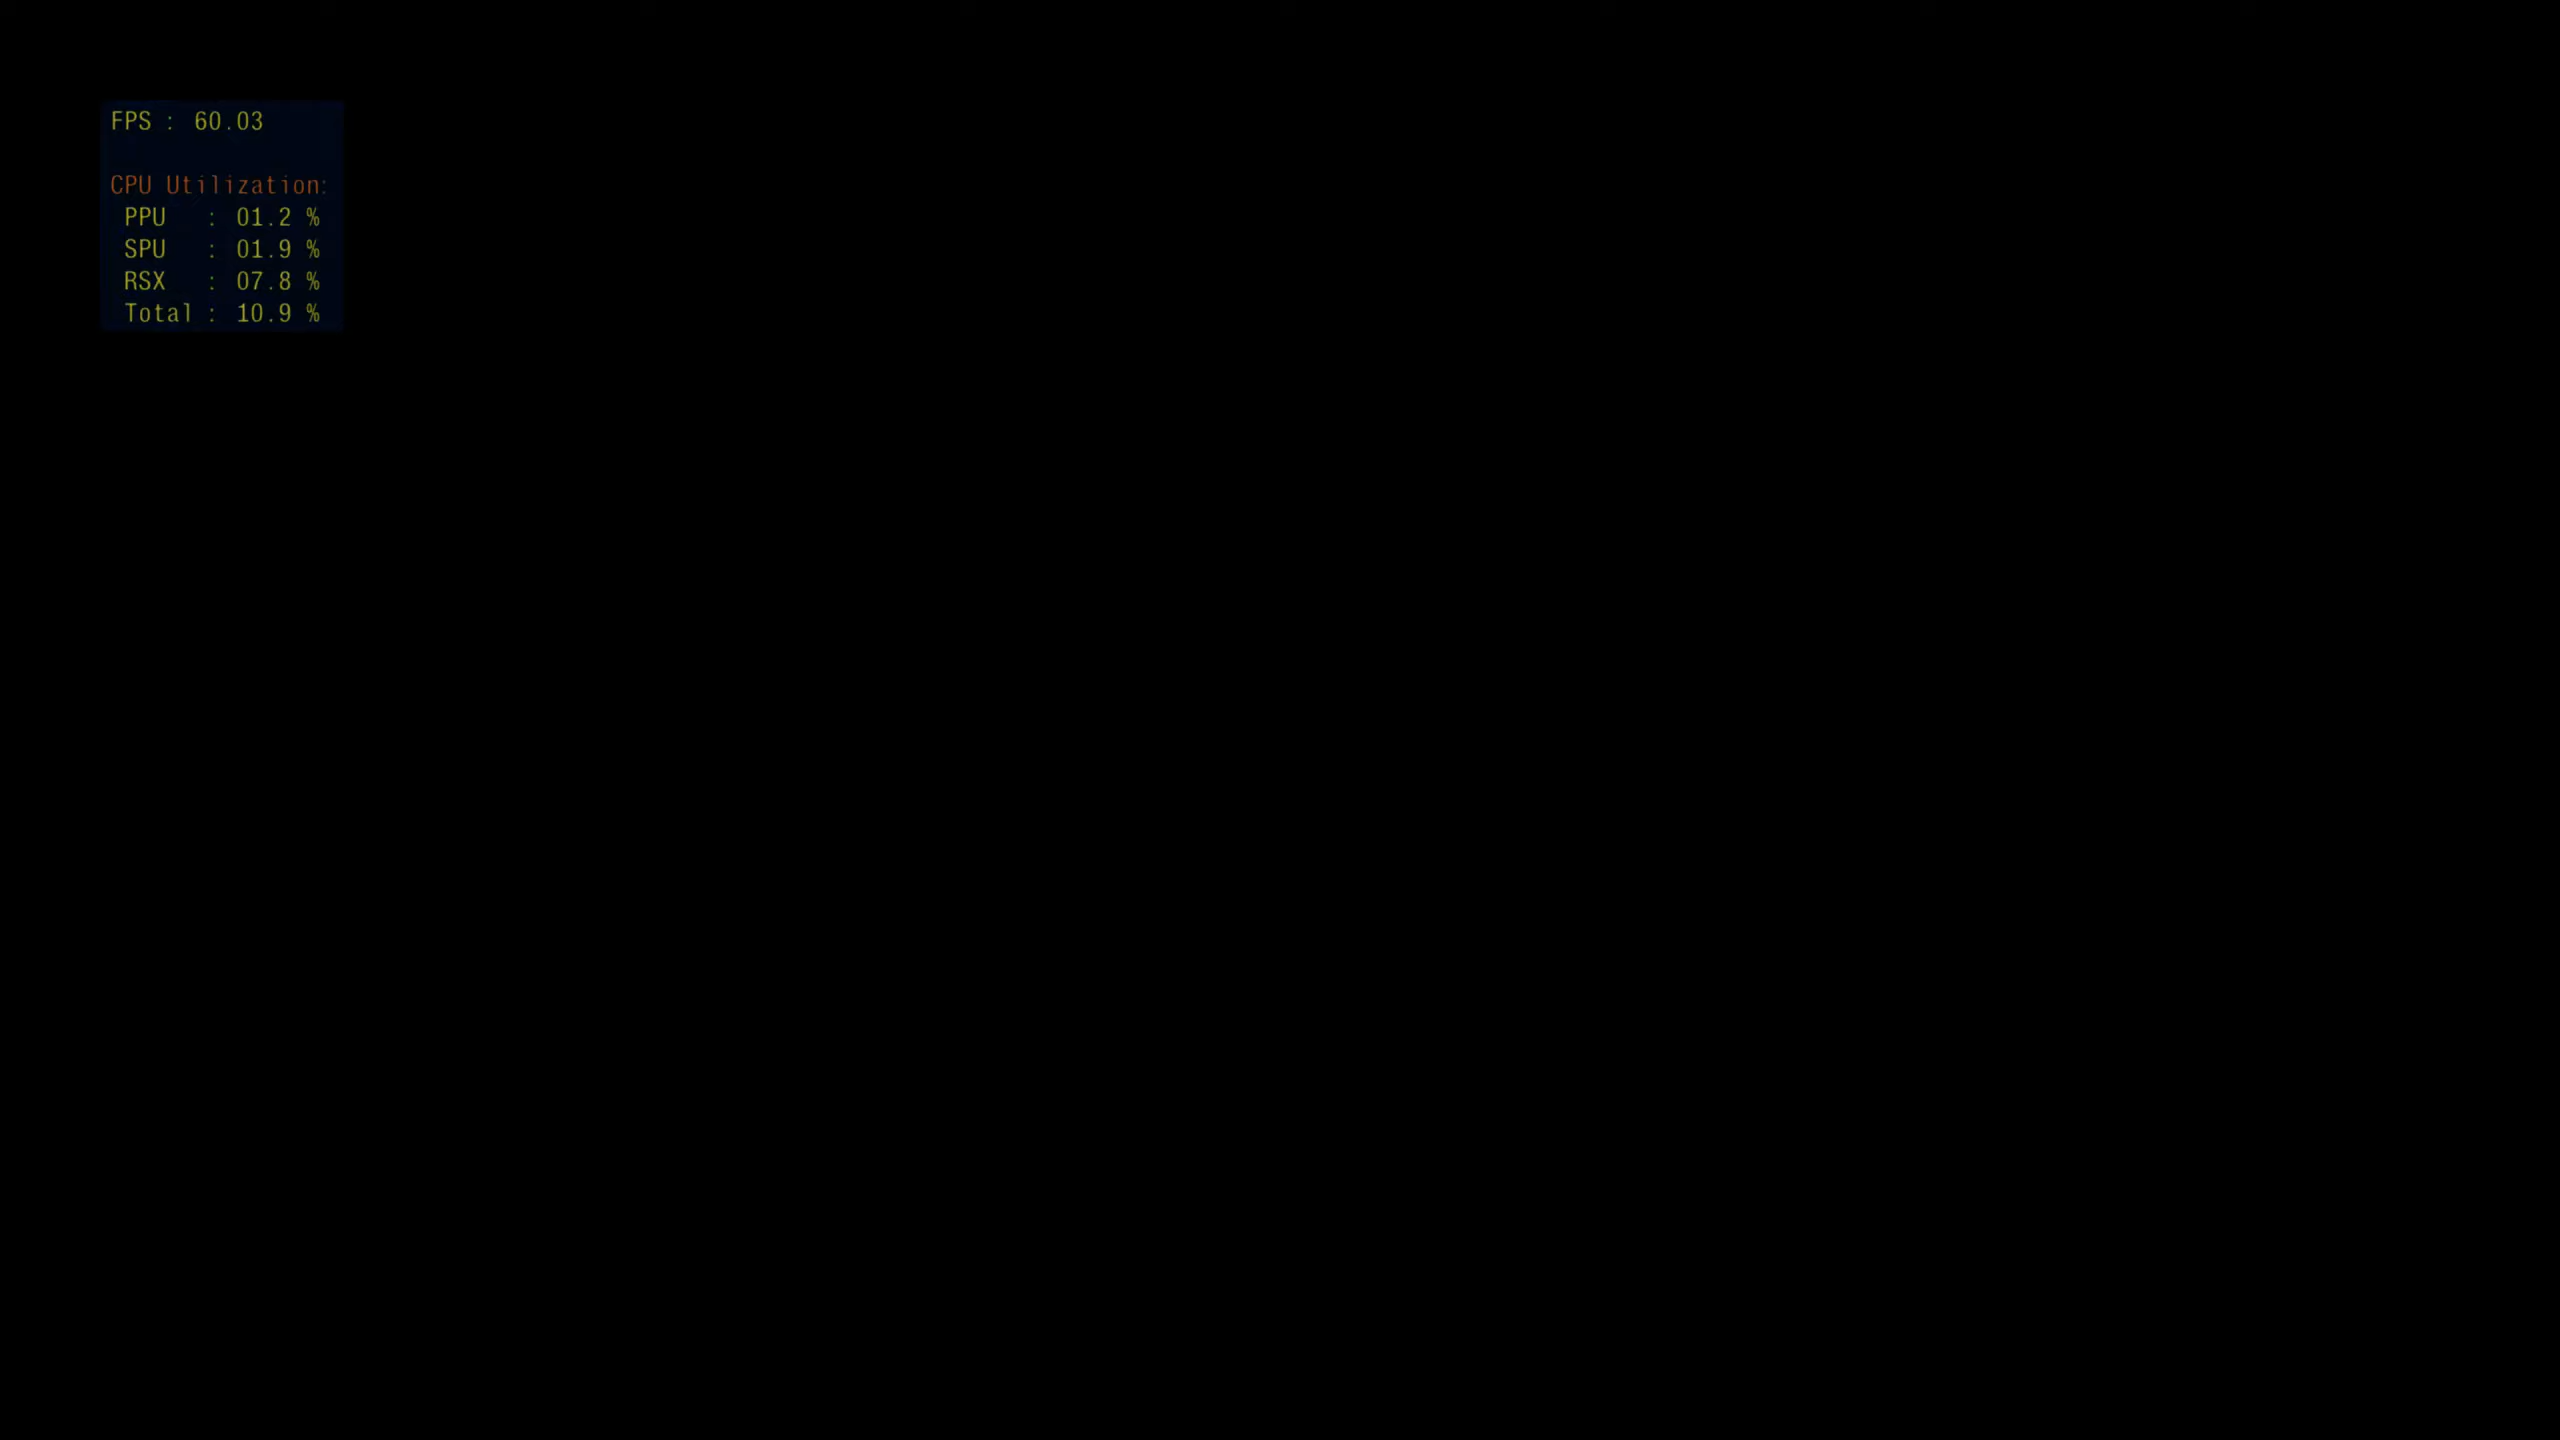 FPS : 60.03
CPU Utilization:
PPU : 01.2 %
SPU : 01.9 %
RSX : 07.8 %
Total : 10.9 %